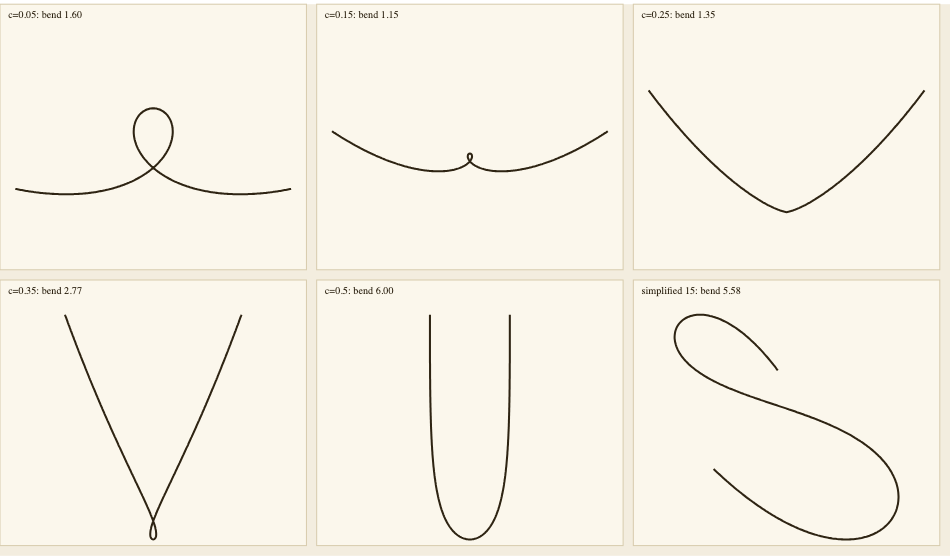 c=0.05: bend 1.60
c=0.15: bend 1.15
c=0.25: bend 1.35
c=0.35: bend 2.77
c=0.5: bend 6.00
simplified 15: bend 5.58